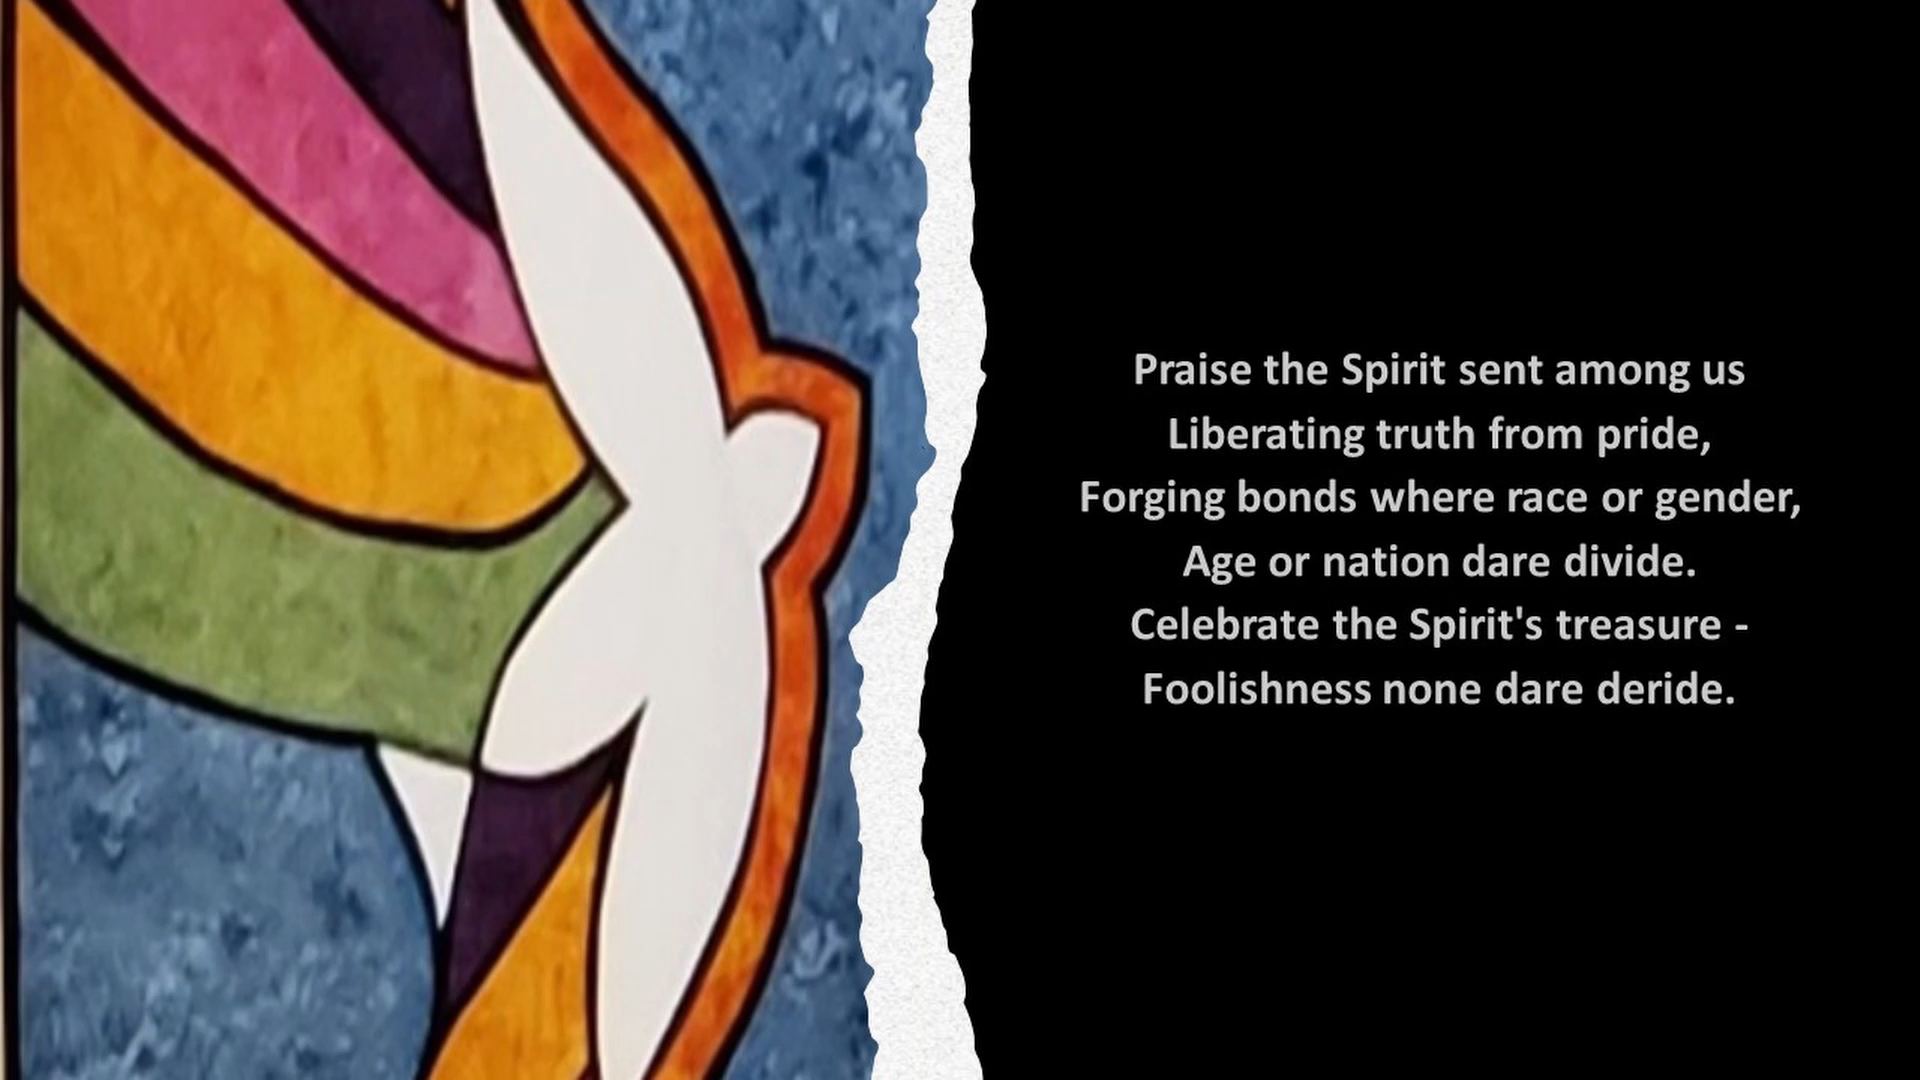 Praise the Spirit sent among us
Liberating truth from pride,
Forging bonds where race or gender,
Age or nation dare divide.
Celebrate the Spirit's treasure -
Foolishness none dare deride.